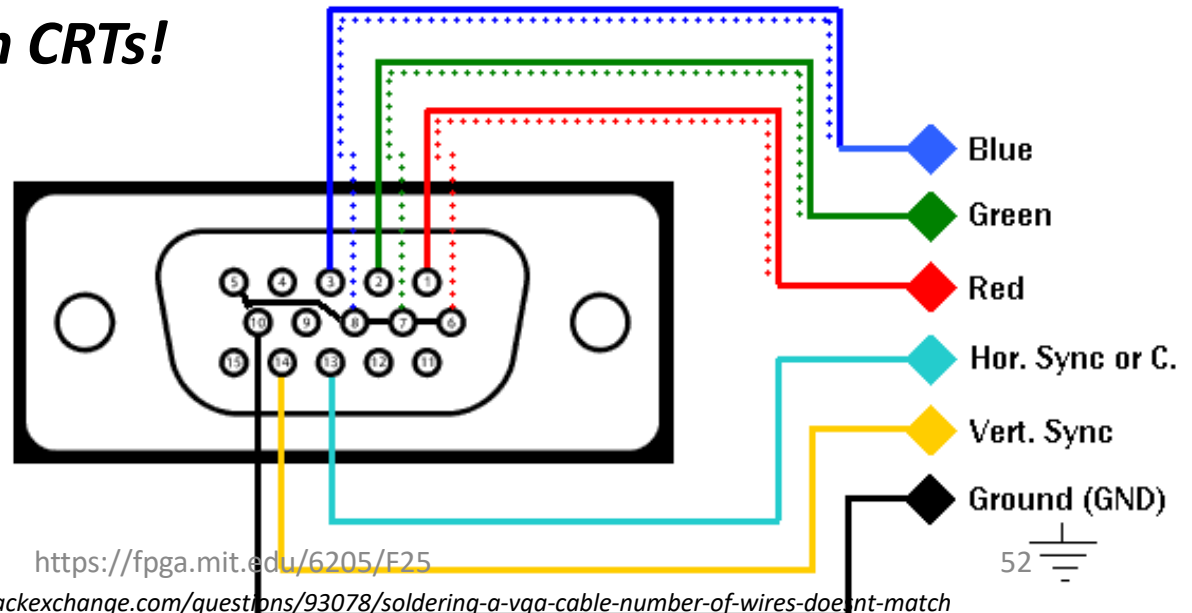 n CRTs!
Blue
Green
Red
5 4 3 2 1
10 9 8 7 6
15 14 13 12 11
Hor. Sync or C.
Vert. Sync
Ground (GND)
https://fpga.mit.edu/6205/F25
52
ackexchange.com/questions/93078/soldering-a-vga-cable-number-of-wires-doesnt-match